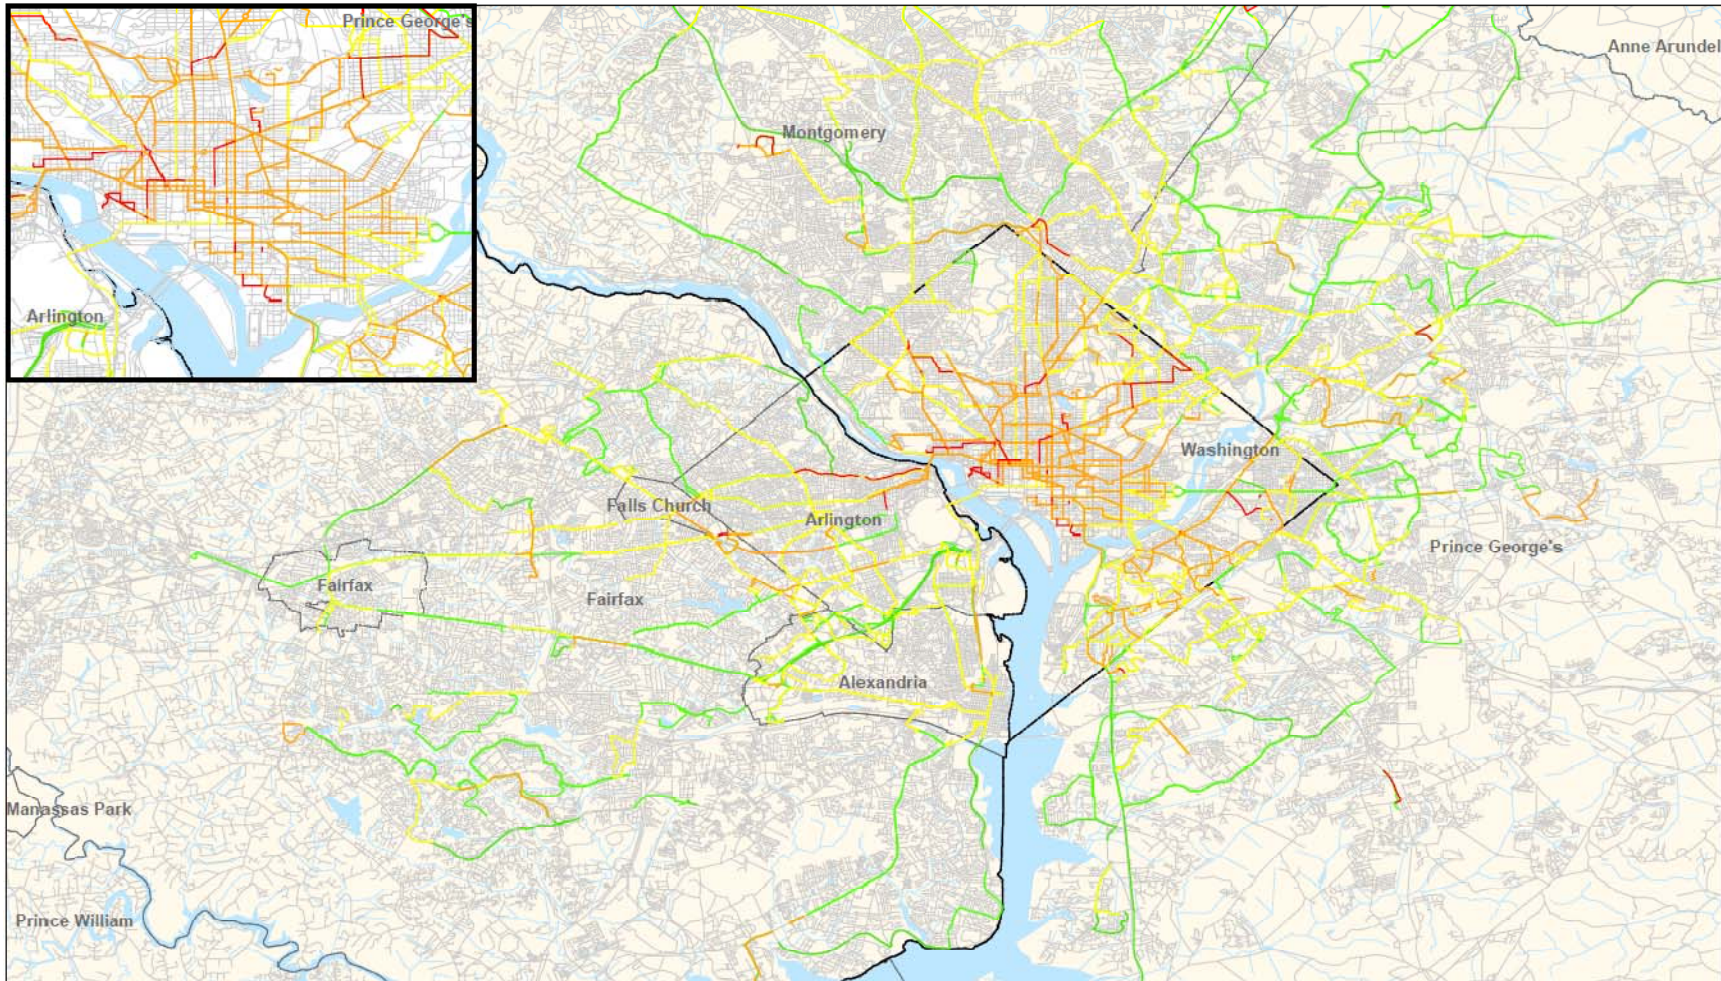 Prince George's
Arlington
Anne Arundel
Montgomery
Washington
Falls Church
Arlington
Prince George's
Fairfax
Fairfax
Alexandria
Manassas Park
Prince William